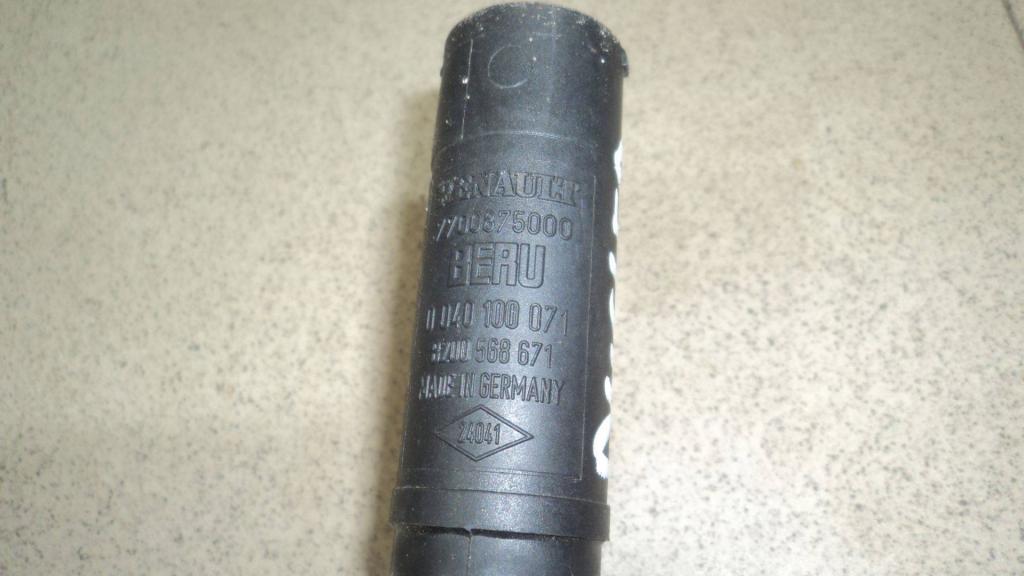 C
RENAULT
7700875000
BERU
0 040 100 071
8200 568 671
MADE IN GERMANY
24041